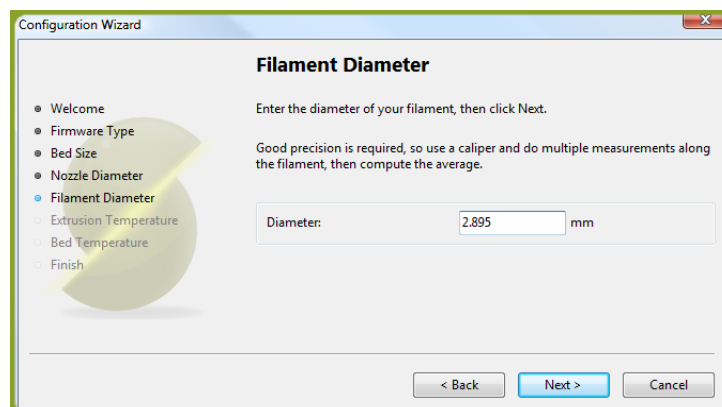 Configuration Wizard
Filament Diameter
Welcome
Firmware Type
Bed Size
Nozzle Diameter
Filament Diameter
Extrusion Temperature
Bed Temperature
Finish
Enter the diameter of your filament, then click Next.
Good precision is required, so use a caliper and do multiple measurements along
the filament, then compute the average.
Diameter: 2.895 mm
< Back Next > Cancel